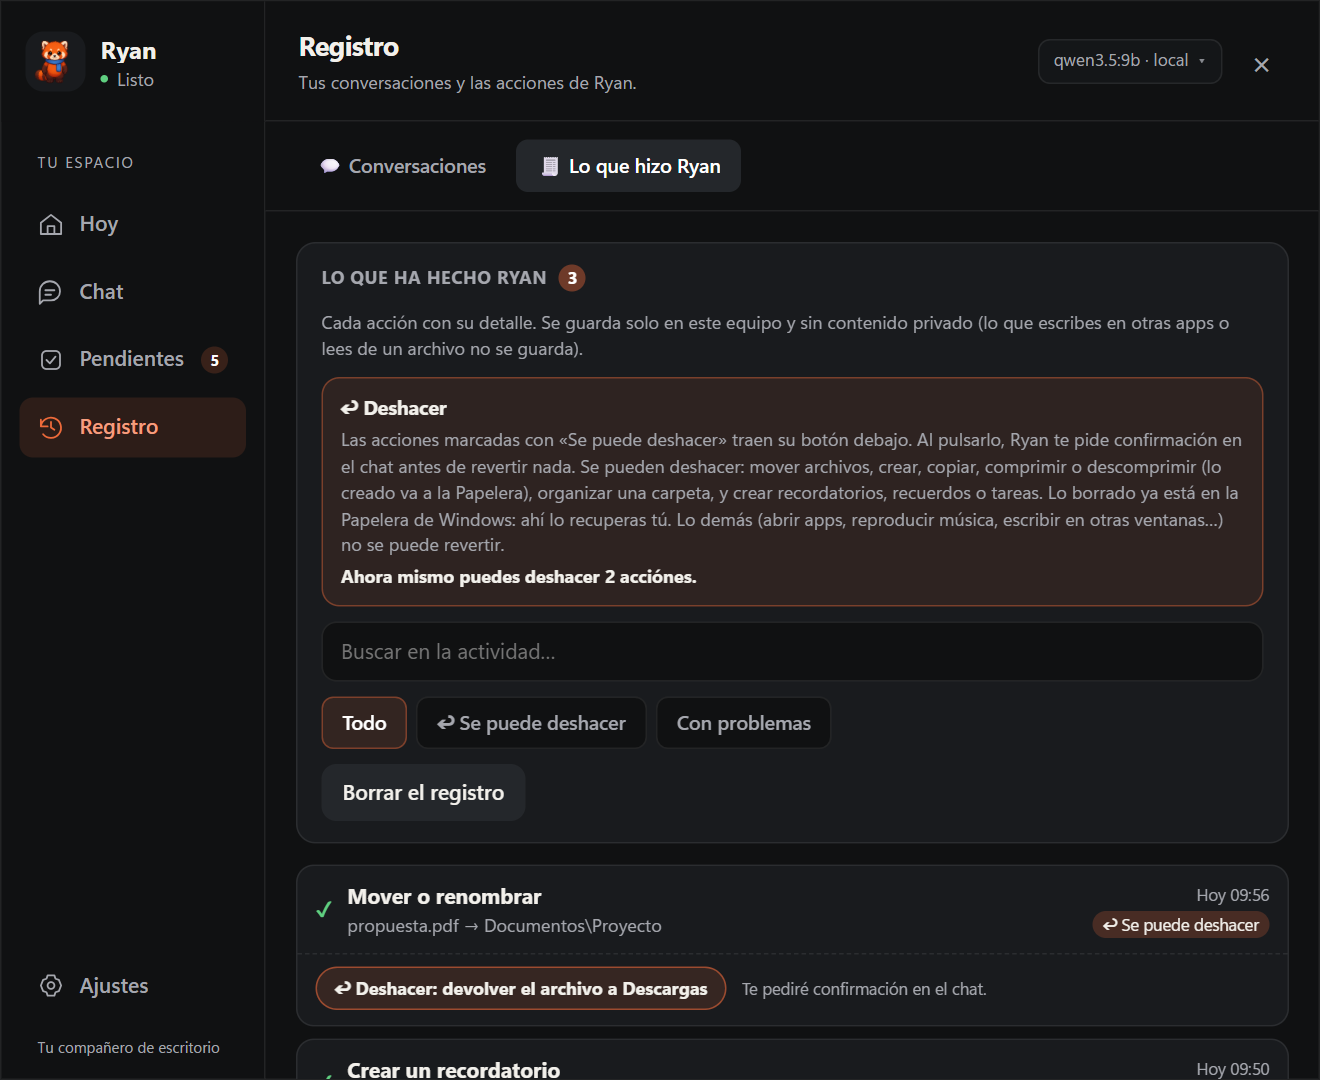 Ryan
Listo
TU ESPACIO
Hoy
Chat
Pendientes 5
Registro
Ajustes
Tu compañero de escritorio
Registro
Tus conversaciones y las acciones de Ryan.
qwen3.5:9b · local
Conversaciones
Lo que hizo Ryan
LO QUE HA HECHO RYAN 3
Cada acción con su detalle. Se guarda solo en este equipo y sin contenido privado (lo que escribes en otras apps o
lees de un archivo no se guarda).
↩ Deshacer
Las acciones marcadas con «Se puede deshacer» traen su botón debajo. Al pulsarlo, Ryan te pide confirmación en
el chat antes de revertir nada. Se pueden deshacer: mover archivos, crear, copiar, comprimir o descomprimir (lo
creado va a la Papelera), organizar una carpeta, y crear recordatorios, recuerdos o tareas. Lo borrado ya está en la
Papelera de Windows: ahí lo recuperas tú. Lo demás (abrir apps, reproducir música, escribir en otras ventanas...)
no se puede revertir.
Ahora mismo puedes deshacer 2 acciónes.
Buscar en la actividad...
Todo
↩ Se puede deshacer
Con problemas
Borrar el registro
Mover o renombrar
Hoy 09:56
propuesta.pdf → Documentos\Proyecto
↩ Se puede deshacer
↩ Deshacer: devolver el archivo a Descargas
Te pediré confirmación en el chat.
Crear un recordatorio
Hoy 09:50